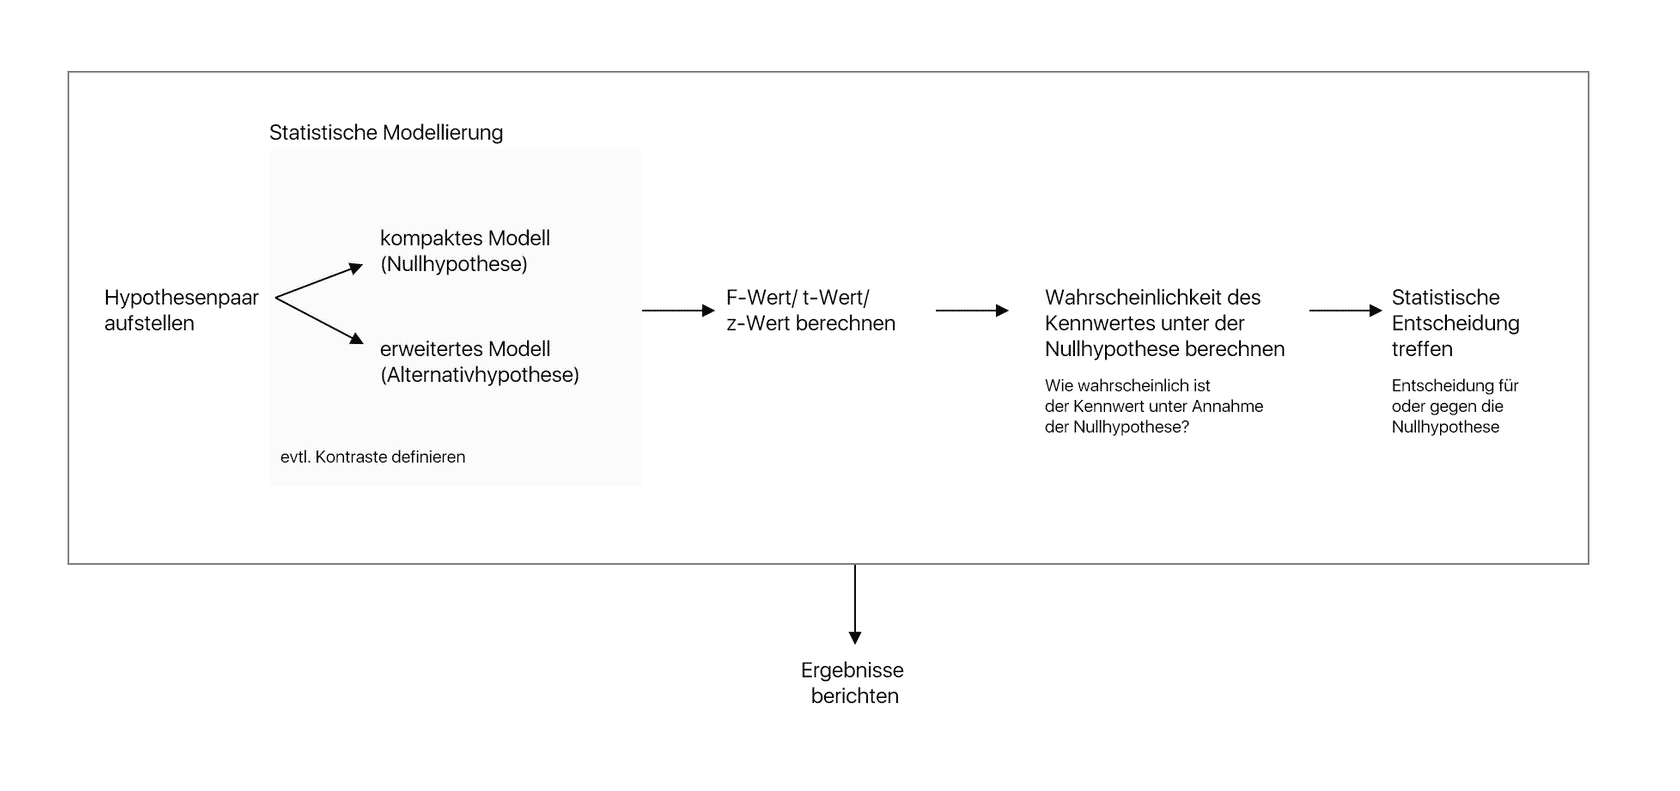 Statistische Modellierung
Hypothesenpaar
aufstellen
kompaktes Modell
(Nullhypothese)
erweitertes Modell
(Alternativhypothese)
evtl. Kontraste definieren
F-Wert/ t-Wert/
z-Wert berechnen
Wahrscheinlichkeit des
Kennwertes unter der
Nullhypothese berechnen
Wie wahrscheinlich ist
der Kennwert unter Annahme
der Nullhypothese?
Statistische
Entscheidung
treffen
Entscheidung für
oder gegen die
Nullhypothese
Ergebnisse
berichten